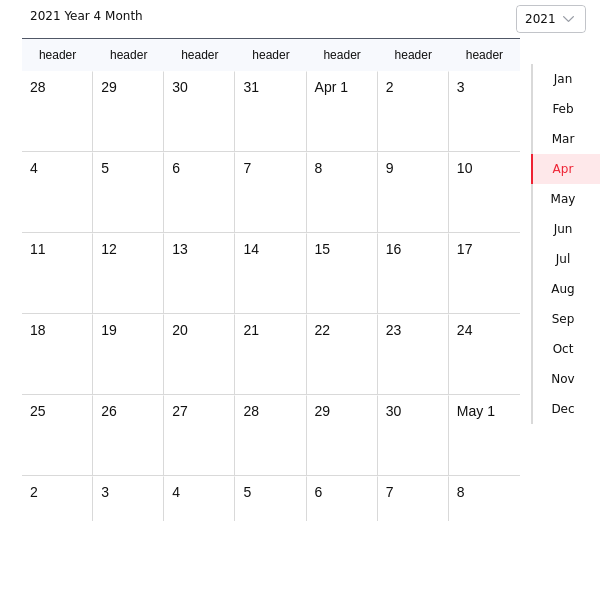 2021 Year 4 Month
2021
header header header header header header header
28 29 30 31 Apr 1 2 3
4 5 6 7 8 9 10
11 12 13 14 15 16 17
18 19 20 21 22 23 24
25 26 27 28 29 30 May 1
2 3 4 5 6 7 8
Jan
Feb
Mar
Apr
May
Jun
Jul
Aug
Sep
Oct
Nov
Dec